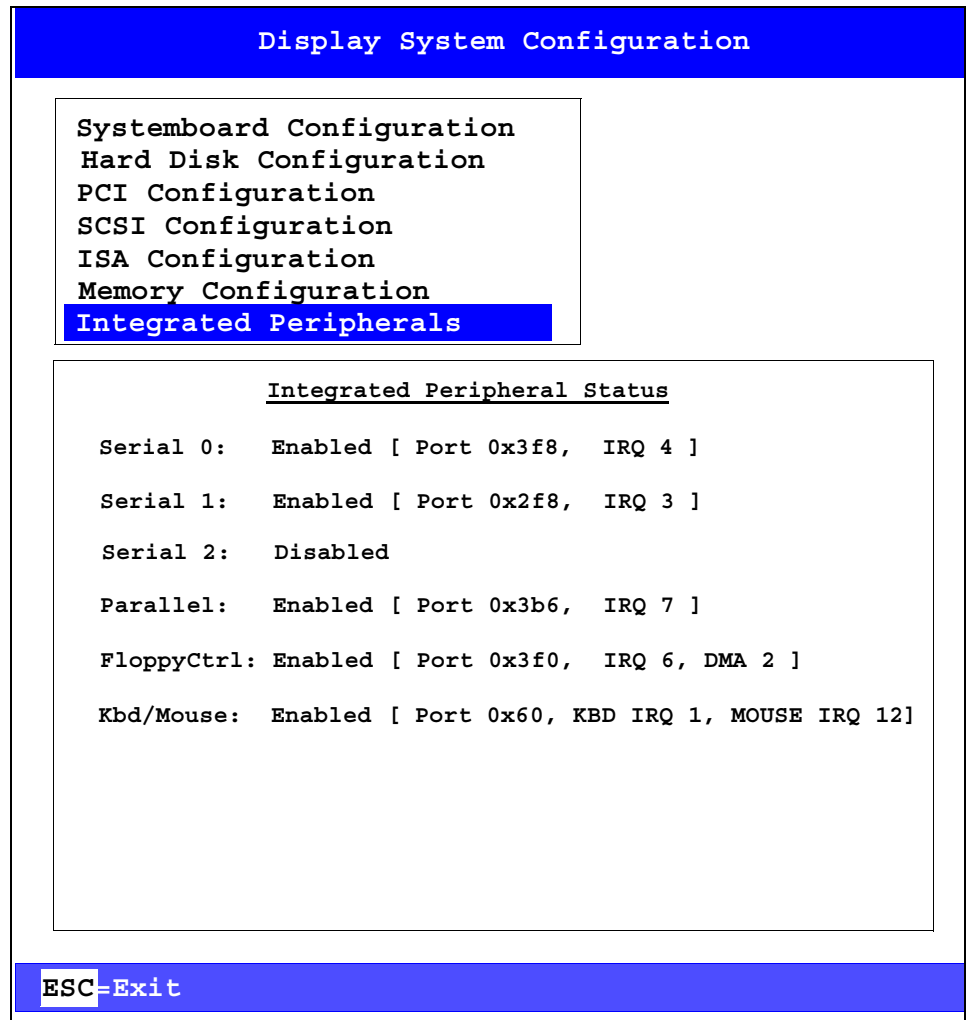 Display System Configuration
Systemboard Configuration
Hard Disk Configuration
PCI Configuration
SCSI Configuration
ISA Configuration
Memory Configuration
Integrated Peripherals
Integrated Peripheral Status
Serial 0: Enabled [ Port 0x3f8, IRQ 4 ]
Serial 1: Enabled [ Port 0x2f8, IRQ 3 ]
Serial 2: Disabled
Parallel: Enabled [ Port 0x3b6, IRQ 7 ]
FloppyCtrl: Enabled [ Port 0x3f0, IRQ 6, DMA 2 ]
Kbd/Mouse: Enabled [ Port 0x60, KBD IRQ 1, MOUSE IRQ 12]
ESC=Exit